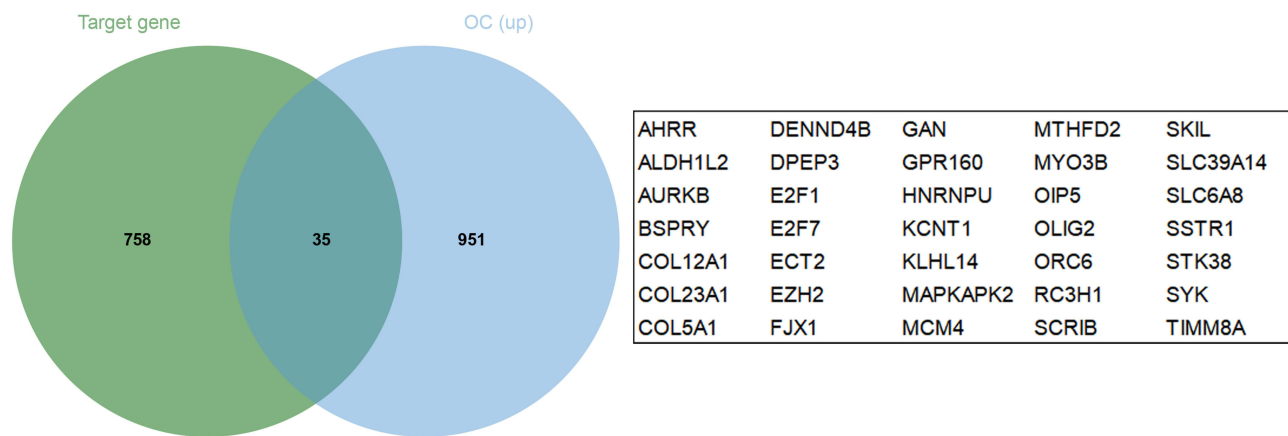 Target gene OC (up)
758 35 951
AHRR DENND4B GAN MTHFD2 SKIL
ALDH1L2 DPEP3 GPR160 MYO3B SLC39A14
AURKB E2F1 HNRNPU OIP5 SLC6A8
BSPRY E2F7 KCNT1 OLIG2 SSTR1
COL12A1 ECT2 KLHL14 ORC6 STK38
COL23A1 EZH2 MAPKAPK2 RC3H1 SYK
COL5A1 FJX1 MCM4 SCRIB TIMM8A